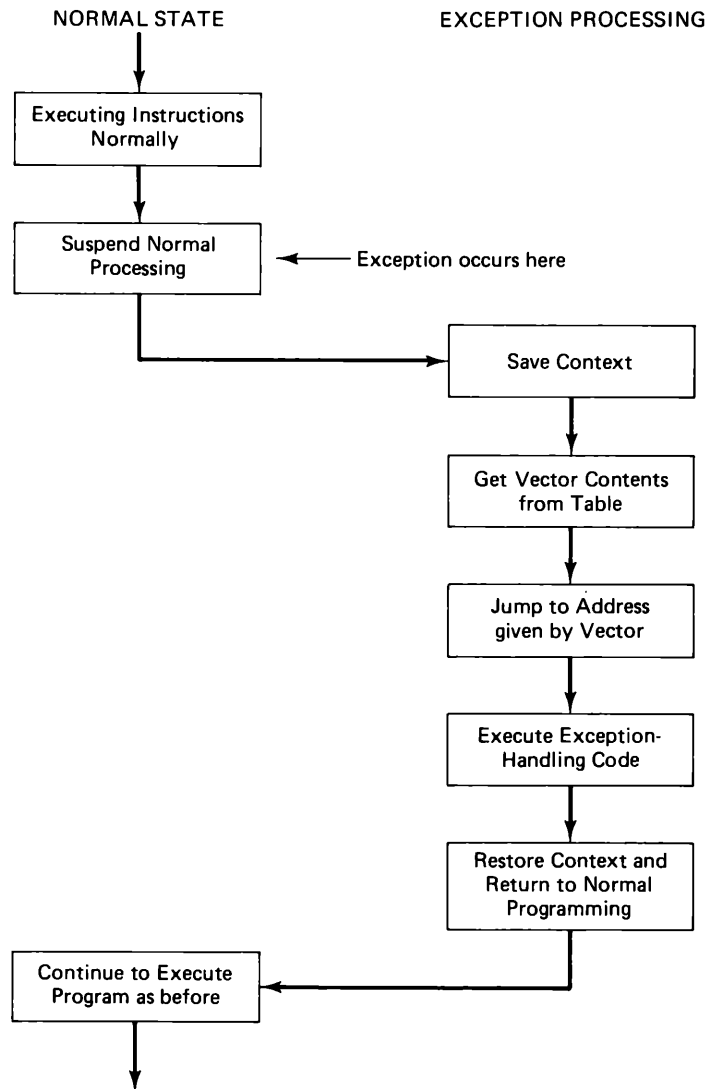 NORMAL STATE
EXCEPTION PROCESSING
Executing Instructions
Normally
Suspend Normal
Processing
Exception occurs here
Save Context
Get Vector Contents
from Table
Jump to Address
given by Vector
Execute Exception-
Handling Code
Restore Context and
Return to Normal
Programming
Continue to Execute
Program as before